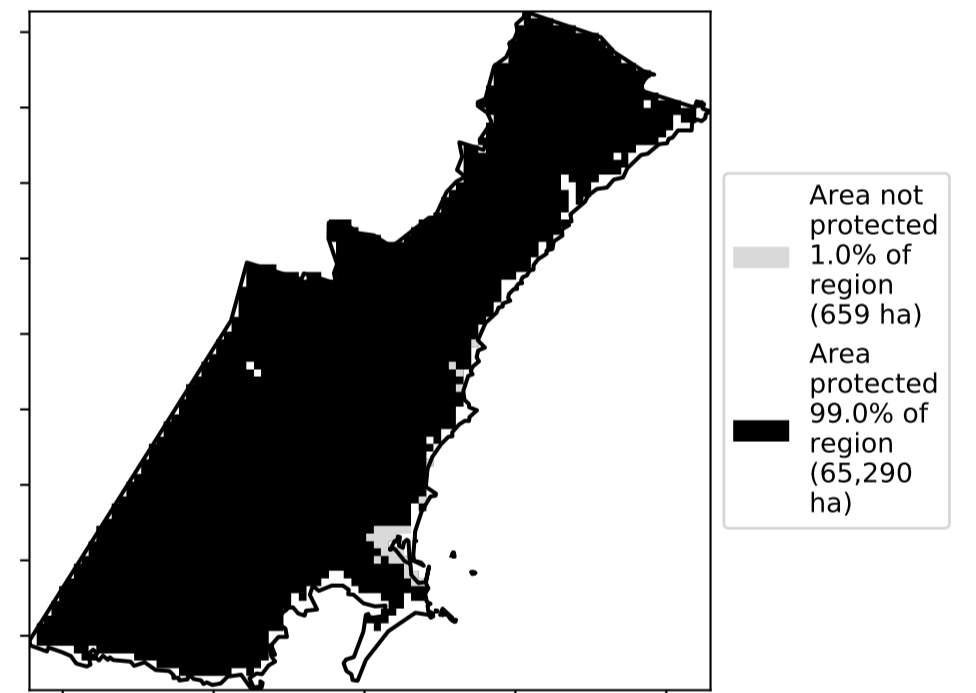 Area not
protected
1.0% of
region
(659 ha)
Area
protected
99.0% of
region
(65,290
ha)